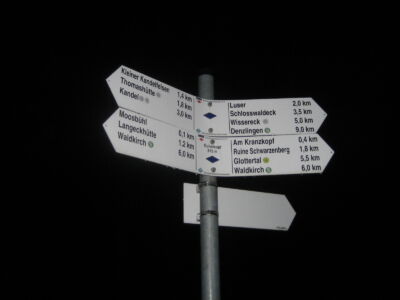 Kleiner Kandelfelsen 1,4 km
Thomashütte 1,8 km
Kandel 3,0 km
Luser 2,0 km
Schlosswaldeck 3,5 km
Wissereck 5,0 km
Denzlingen 9,0 km
Moosbühl 0,1 km
Langeckhütte 1,2 km
Waldkirch 6,0 km
Am Kranzkopf 0,4 km
Ruine Schwarzenberg 1,8 km
Glottertal 5,5 km
Waldkirch 6,0 km